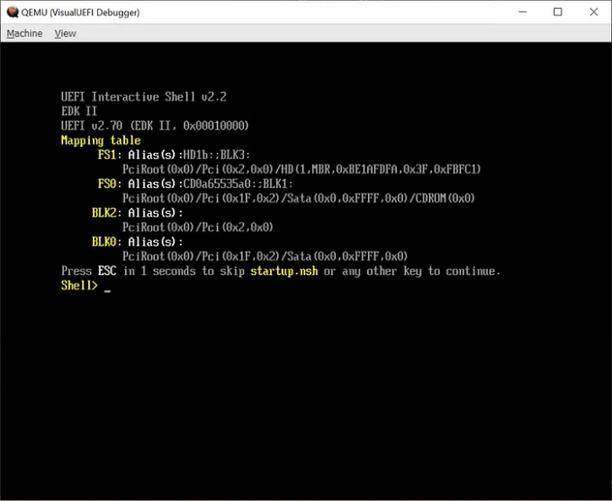 QEMU (VisualUEFI Debugger)
Machine View
UEFI Interactive Shell v2.2
EDK II
UEFI v2.70 (EDK II, 0x00010000)
Mapping table
FS1: Alias(s):HD1b::BLK3:
PciRoot(0x0)/Pci(0x2,0x0)/HD(1,MBR,0xBE1AFDFA,0x3F,0xFBFC1)
FS0: Alias(s):CD0a65535a0::BLK1:
PciRoot(0x0)/Pci(0x1F,0x2)/Sata(0x0,0xFFFF,0x0)/CDROM(0x0)
BLK2: Alias(s):
PciRoot(0x0)/Pci(0x2,0x0)
BLK0: Alias(s):
PciRoot(0x0)/Pci(0x1F,0x2)/Sata(0x0,0xFFFF,0x0)
Press ESC in 1 seconds to skip startup.nsh or any other key to continue.
Shell> _